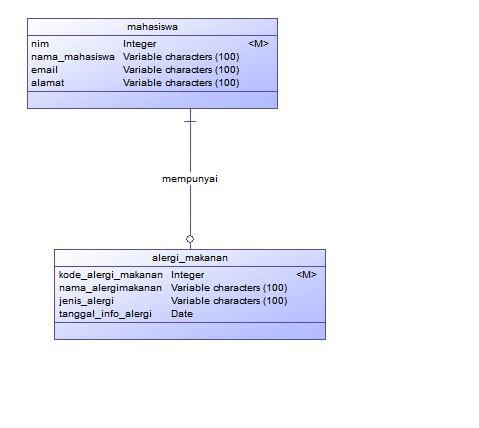 mahasiswa
nim Integer <M>
nama_mahasiswa Variable characters (100)
email Variable characters (100)
alamat Variable characters (100)
mempunyai
alergi_makanan
kode_alergi_makanan Integer <M>
nama_alergimakanan Variable characters (100)
jenis_alergi Variable characters (100)
tanggal_info_alergi Date